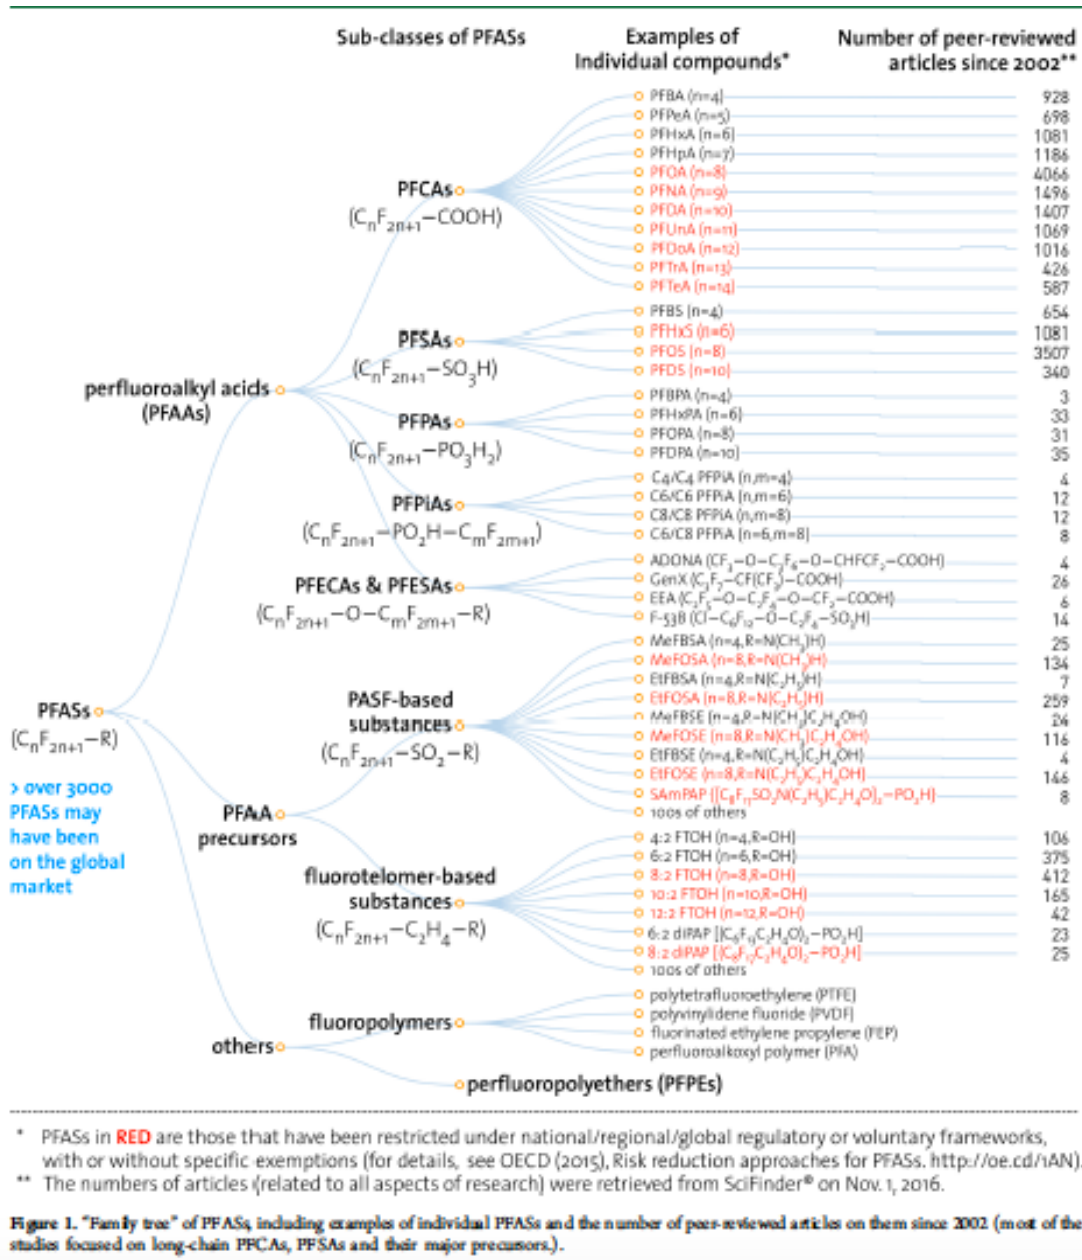 Sub-classes of PFASs
Examples of
Individual compounds*
Number of peer-reviewed
articles since 2002**
PFBA (n=4) 928
PFPeA (n=5) 698
PFHxA (n=6) 1081
PFHpA (n=7) 1186
PFOA (n=8) 4066
PFNA (n=9) 1496
PFDA (n=10) 1407
PFUnA (n=11) 1069
PFDoA (n=12) 1016
PFTrA (n=13) 426
PFTeA (n=14) 587
PFCAs
(CₙF₂ₙ₊₁–COOH)
PFBS (n=4) 654
PFHxS (n=6) 1081
PFOS (n=8) 3507
PFDS (n=10) 340
PFSAs
(CₙF₂ₙ₊₁–SO₃H)
perfluoroalkyl acids
(PFAAs)
PFBPA (n=4) 3
PFHxPA (n=6) 33
PFOPA (n=8) 31
PFDPA (n=10) 35
PFPAs
(CₙF₂ₙ₊₁–PO₃H₂)
C4/C4 PFPiA (n,m=4) 4
C6/C6 PFPiA (n,m=6) 12
C8/C8 PFPiA (n,m=8) 12
C6/C8 PFPiA (n=6,m=8) 8
PFPiAs
(CₙF₂ₙ₊₁–PO₂H–CₘF₂ₘ₊₁)
ADONA (CF₃–O–C₃F₆–O–CHFCF₂–COOH) 4
GenX (C₃F₇–CF(CF₃)–COOH) 26
EEA (C₂F₅–O–C₂F₄–O–CF₂–COOH) 6
F-53B (Cl–C₆F₁₂–O–C₂F₄–SO₃H) 14
PFECAs & PFESAs
(CₙF₂ₙ₊₁–O–CₘF₂ₘ₊₁–R)
MeFBSA (n=4,R=N(CH₃)H) 25
MeFOSA (n=8,R=N(CH₃)H) 134
EtFBSA (n=4,R=N(C₂H₅)H) 7
EtFOSA (n=8,R=N(C₂H₅)H) 259
MeFBSE (n=4,R=N(CH₃)C₂H₄OH) 24
MeFOSE (n=8,R=N(CH₃)C₂H₄OH) 116
EtFBSE (n=4,R=N(C₂H₅)C₂H₄OH) 4
EtFOSE (n=8,R=N(C₂H₅)C₂H₄OH) 146
SAmPAP ([C₈F₁₇SO₂N(C₂H₅)C₂H₄O)₂–PO₂H) 8
100s of others
PASF-based
substances
(CₙF₂ₙ₊₁–SO₂–R)
PFASs
(CₙF₂ₙ₊₁–R)
> over 3000
PFASs may
have been
on the global
market
PFAA
precursors
4:2 FTOH (n=4,R=OH) 106
6:2 FTOH (n=6,R=OH) 375
8:2 FTOH (n=8,R=OH) 412
10:2 FTOH (n=10,R=OH) 165
12:2 FTOH (n=12,R=OH) 42
6:2 diPAP [(C₆F₁₃C₂H₄O)₂–PO₂H] 23
8:2 diPAP [(C₈F₁₇C₂H₄O)₂–PO₂H] 25
100s of others
fluorotelomer-based
substances
(CₙF₂ₙ₊₁–C₂H₄–R)
polytetrafluoroethylene (PTFE)
polyvinylidene fluoride (PVDF)
fluorinated ethylene propylene (FEP)
perfluoroalkoxyl polymer (PFA)
fluoropolymers
others
perfluoropolyethers (PFPEs)
* PFASs in RED are those that have been restricted under national/regional/global regulatory or voluntary frameworks,
with or without specific exemptions (for details, see OECD (2015), Risk reduction approaches for PFASs. http://oe.cd/1AN).
** The numbers of articles (related to all aspects of research) were retrieved from SciFinder® on Nov. 1, 2016.
Figure 1. "Family tree" of PFASs, including examples of individual PFASs and the number of peer-reviewed articles on them since 2002 (most of the
studies focused on long-chain PFCAs, PFSAs and their major precursors.).